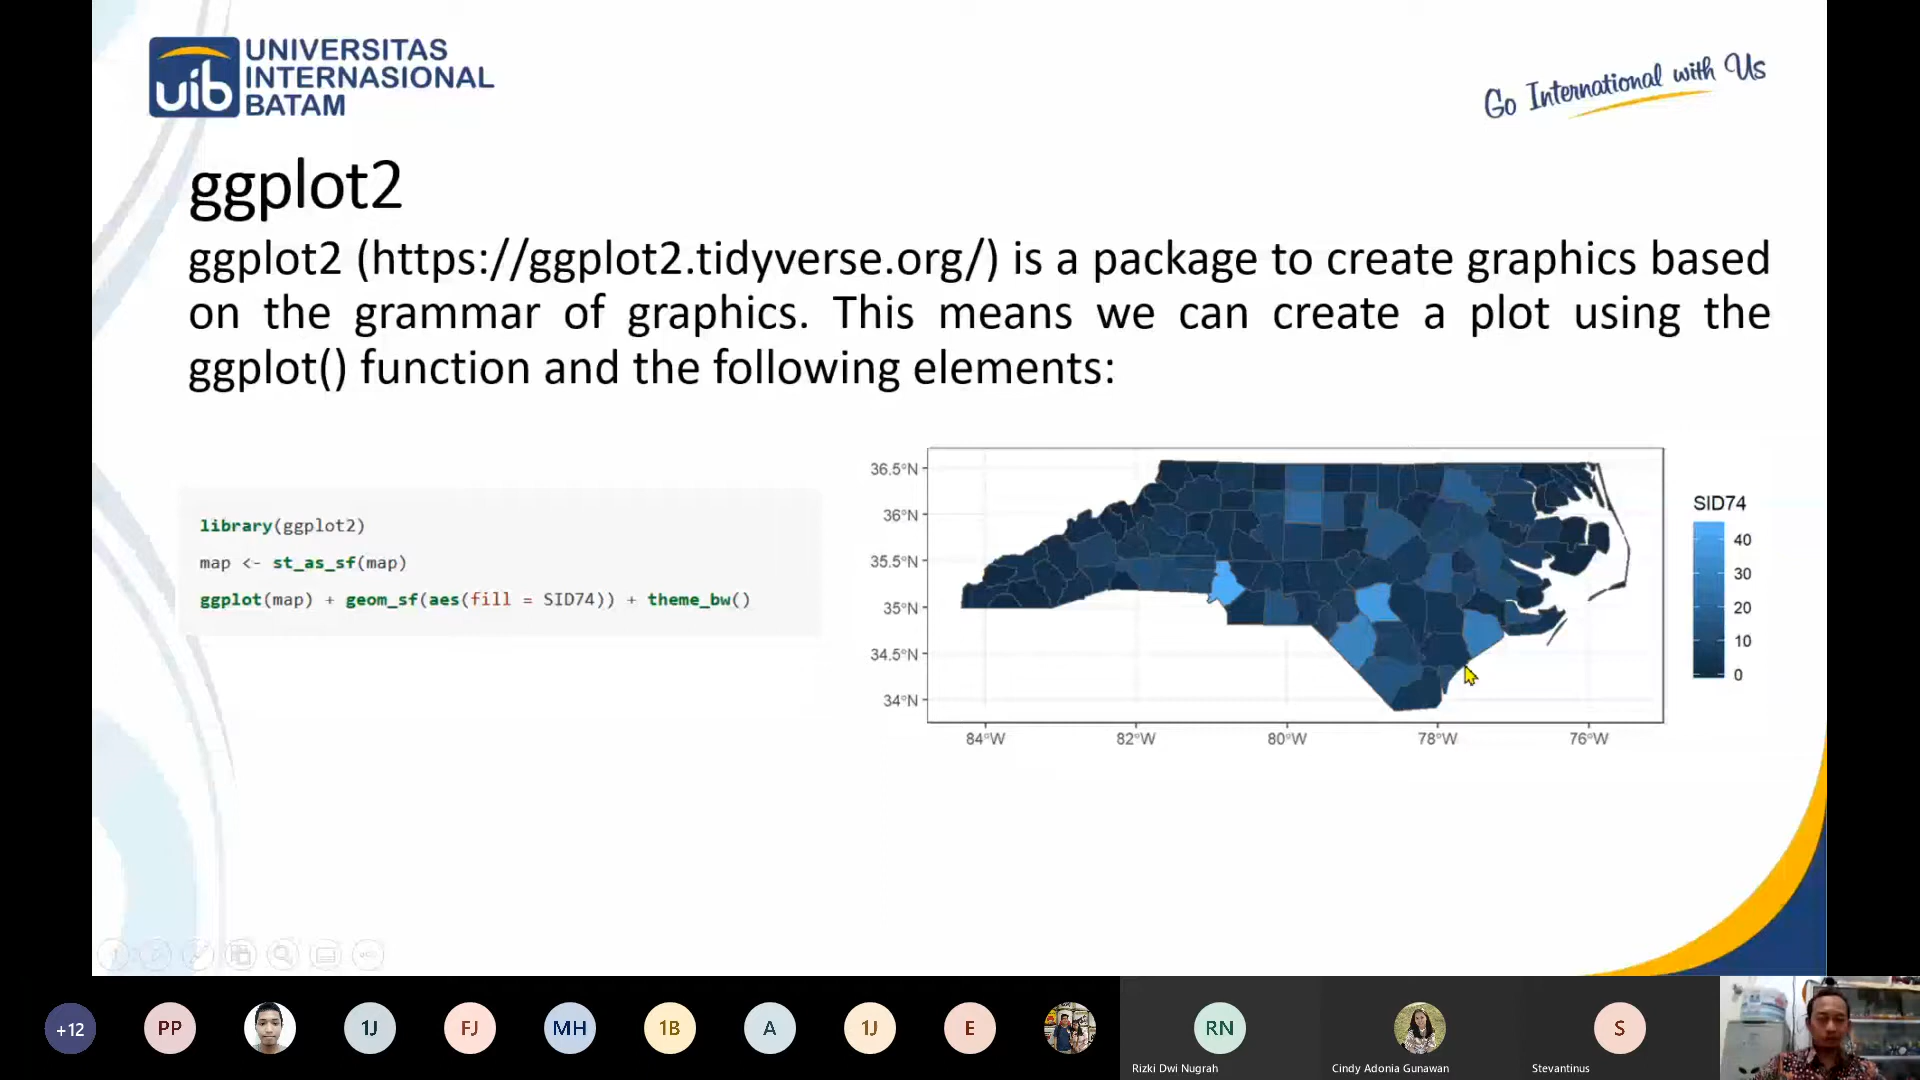 UNIVERSITAS
INTERNASIONAL
BATAM
uib
Go International with Us
ggplot2
ggplot2 (https://ggplot2.tidyverse.org/) is a package to create graphics based
on the grammar of graphics. This means we can create a plot using the
ggplot() function and the following elements:
library(ggplot2)
map <- st_as_sf(map)
ggplot(map) + geom_sf(aes(fill = SID74)) + theme_bw()
36.5°N
36°N
35.5°N
35°N
34.5°N
34°N
84°W 82°W 80°W 78°W 76°W
SID74
40
30
20
10
0
+12 PP 1J FJ MH 1B A 1J E RN S
Rizki Dwi Nugrah Cindy Adonia Gunawan Stevantinus